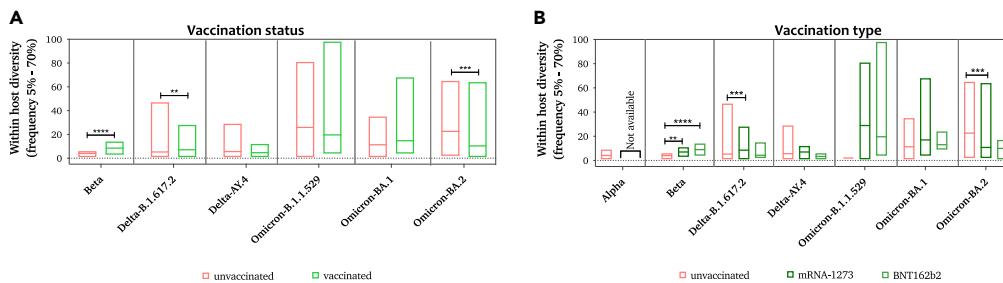 A
Vaccination status
Within host diversity
(frequency 5% - 70%)
100
80
60
40
20
0
****
**
***
Beta
Delta-B.1.617.2
Delta-AY.4
Omicron-B.1.1.529
Omicron-BA.1
Omicron-BA.2
unvaccinated
vaccinated
B
Vaccination type
Within host diversity
(frequency 5% - 70%)
100
80
60
40
20
0
Not available
**
****
***
***
Alpha
Beta
Delta-B.1.617.2
Delta-AY.4
Omicron-B.1.1.529
Omicron-BA.1
Omicron-BA.2
unvaccinated
mRNA-1273
BNT162b2